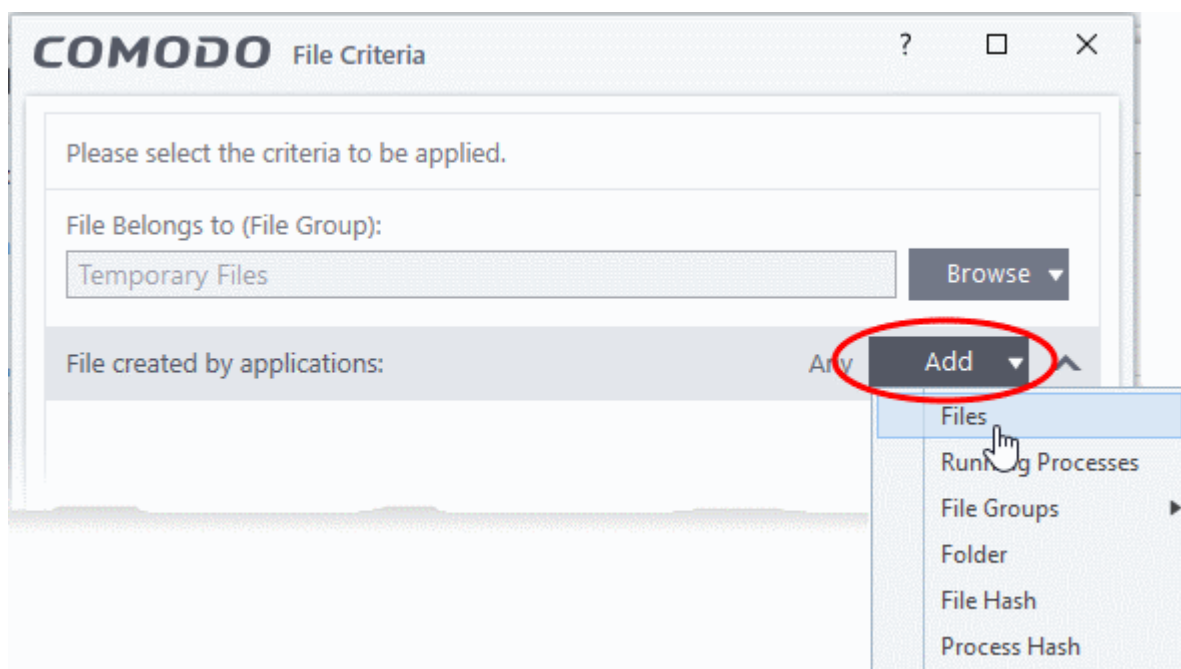 COMODO File Criteria ?
Please select the criteria to be applied.
File Belongs to (File Group):
Temporary Files Browse
File created by applications: Any Add
Files
Running Processes
File Groups
Folder
File Hash
Process Hash